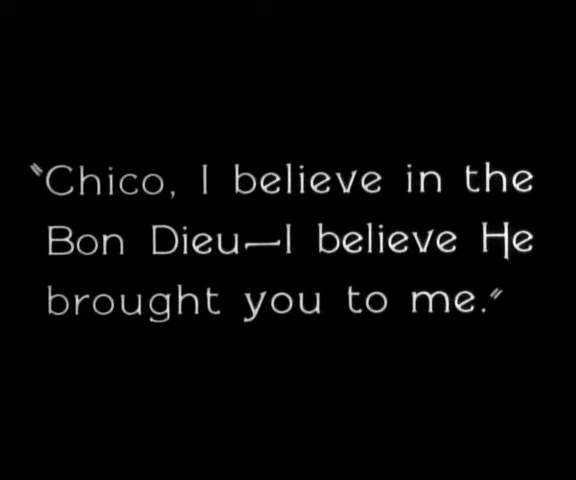 "Chico, I believe in the
Bon Dieu—I believe He
brought you to me."